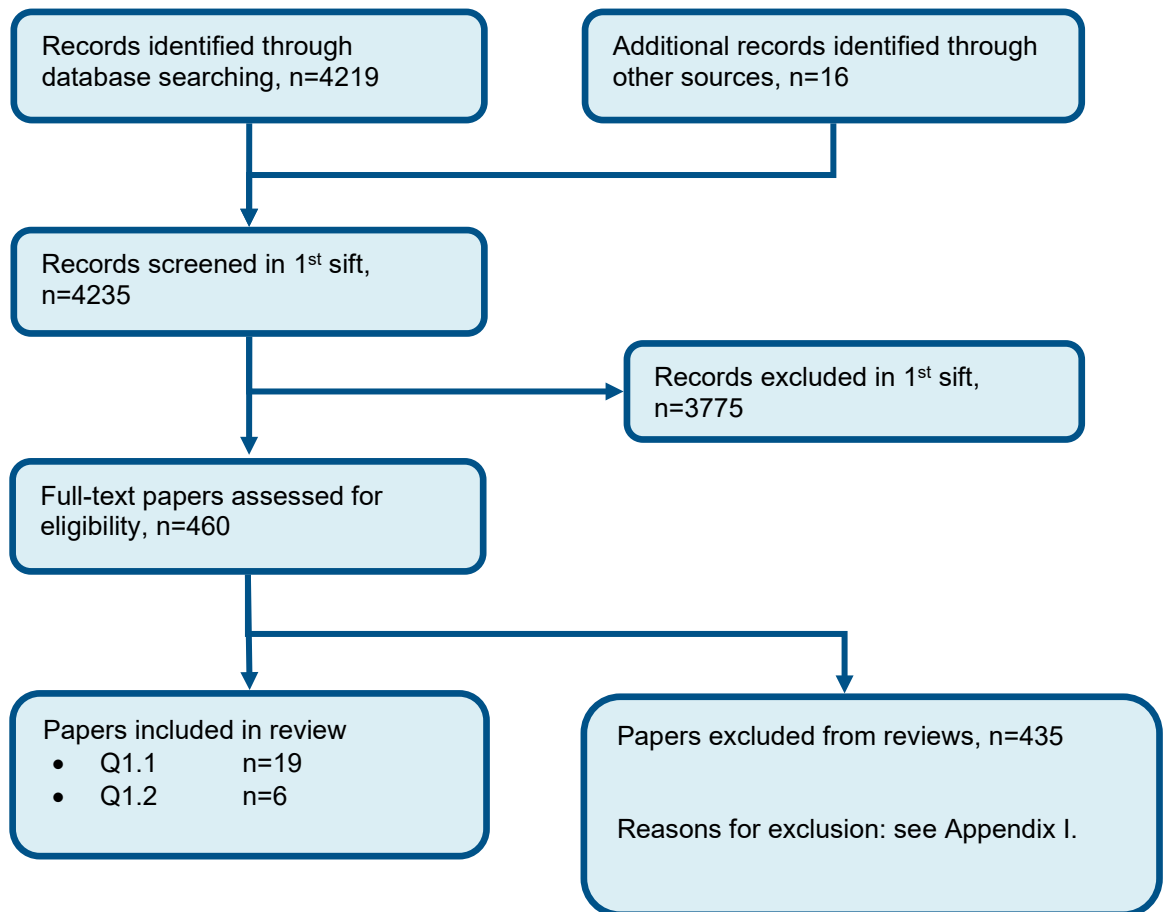 Records identified through
database searching, n=4219
Additional records identified through
other sources, n=16
Records screened in 1st sift,
n=4235
Records excluded in 1st sift,
n=3775
Full-text papers assessed for
eligibility, n=460
Papers included in review
• Q1.1 n=19
• Q1.2 n=6
Papers excluded from reviews, n=435
Reasons for exclusion: see Appendix I.